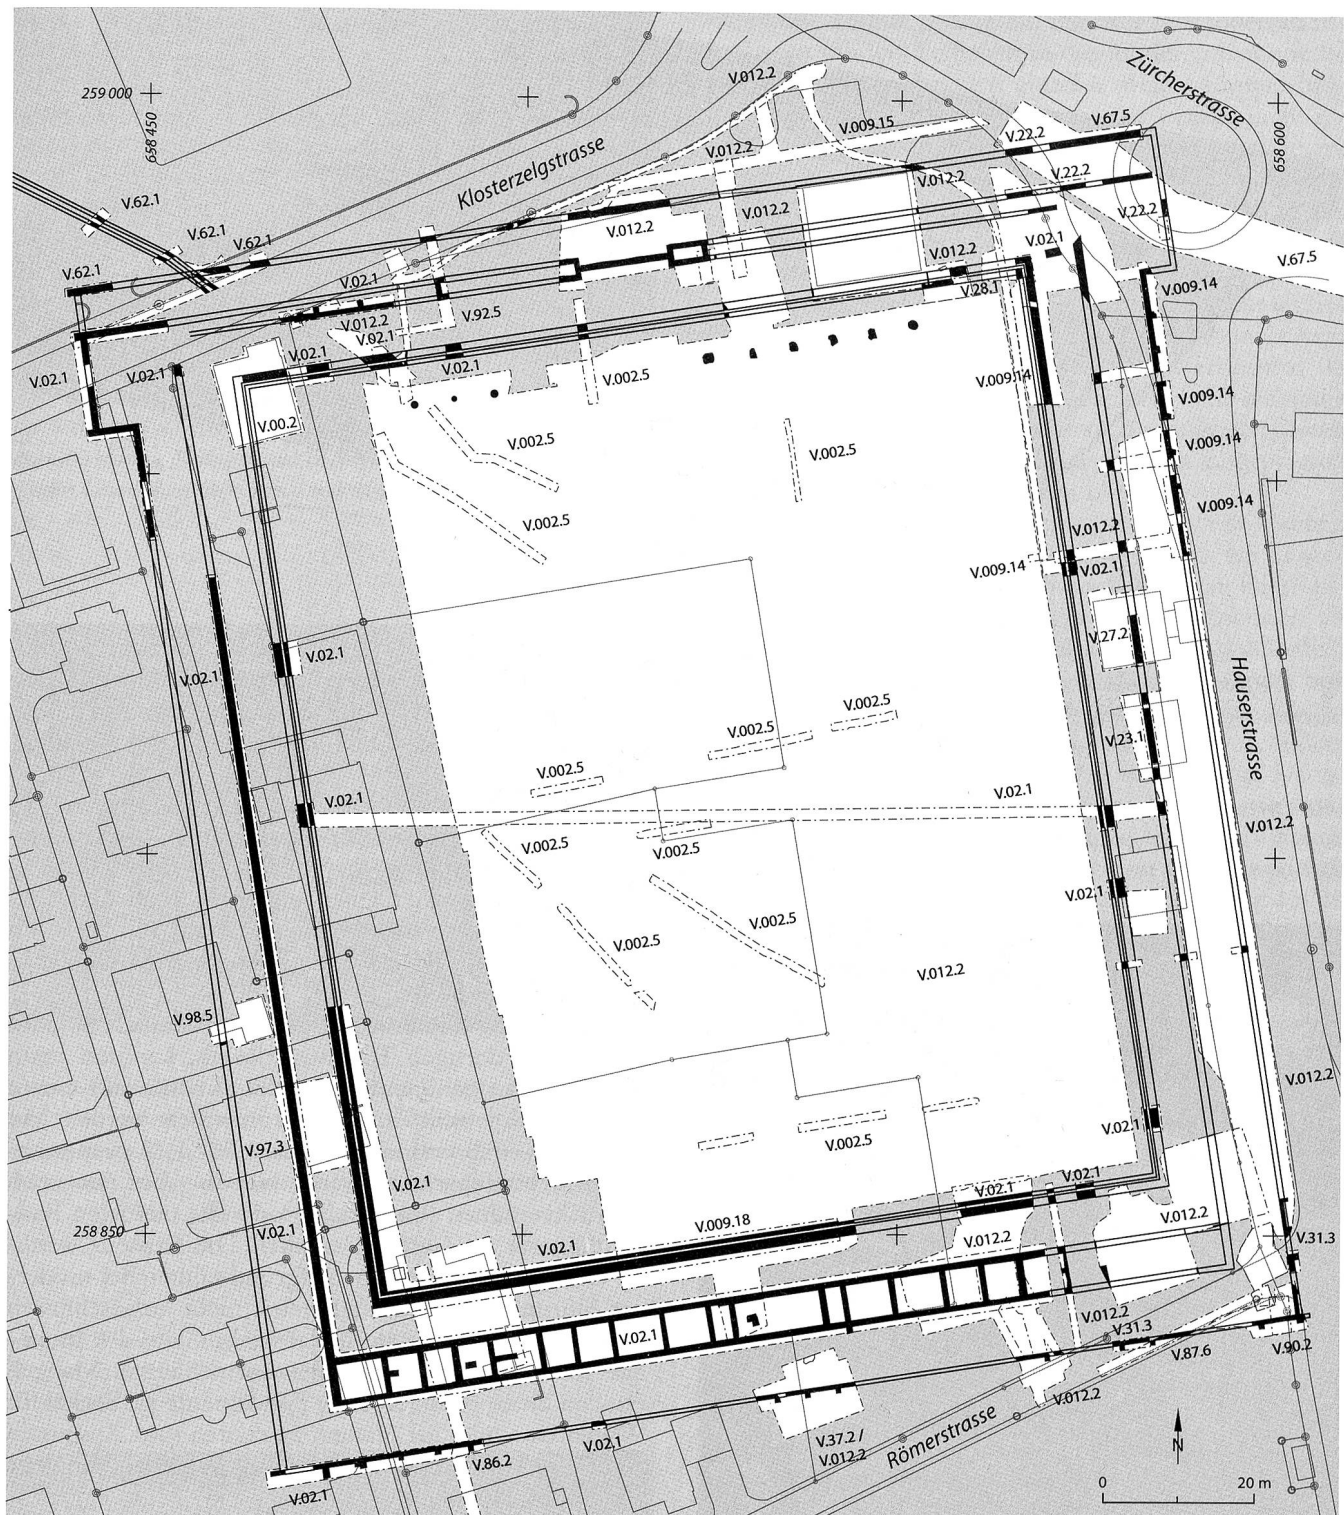 Zürcherstrasse
V.012.2
259 000
658 450
V.009.15
V.67.5
V.22.2
658 600
Klosterzelgstrasse
V.012.2
V.62.1
V.012.2
V.22.2
V.62.1
V.62.1
V.012.2
V.012.2
V.22.2
V.62.1
V.02.1
V.012.2
V.02.1
V.67.5
V.28.1
V.009.14
V.012.2
V.92.5
V.02.1
V.02.1
V.02.1
V.02.1
V.02.1
V.002.5
V.009.14
V.009.14
V.00.2
V.002.5
V.002.5
V.009.14
V.002.5
V.009.14
V.012.2
V.009.14
V.02.1
V.27.2
V.02.1
V.02.1
Hauserstrasse
V.002.5
V.002.5
V.23.1
V.002.5
V.02.1
V.02.1
V.012.2
V.002.5
V.002.5
V.02.1
V.002.5
V.002.5
V.012.2
V.98.5
V.012.2
V.02.1
V.002.5
V.97.3
V.02.1
V.02.1
V.02.1
V.009.18
V.012.2
258 850
V.02.1
V.02.1
V.012.2
V.31.3
V.012.2
V.31.3
V.02.1
V.87.6
V.90.2
V.012.2
Römerstrasse
V.37.2 /
V.012.2
V.02.1
V.86.2
N
V.02.1
0 20 m